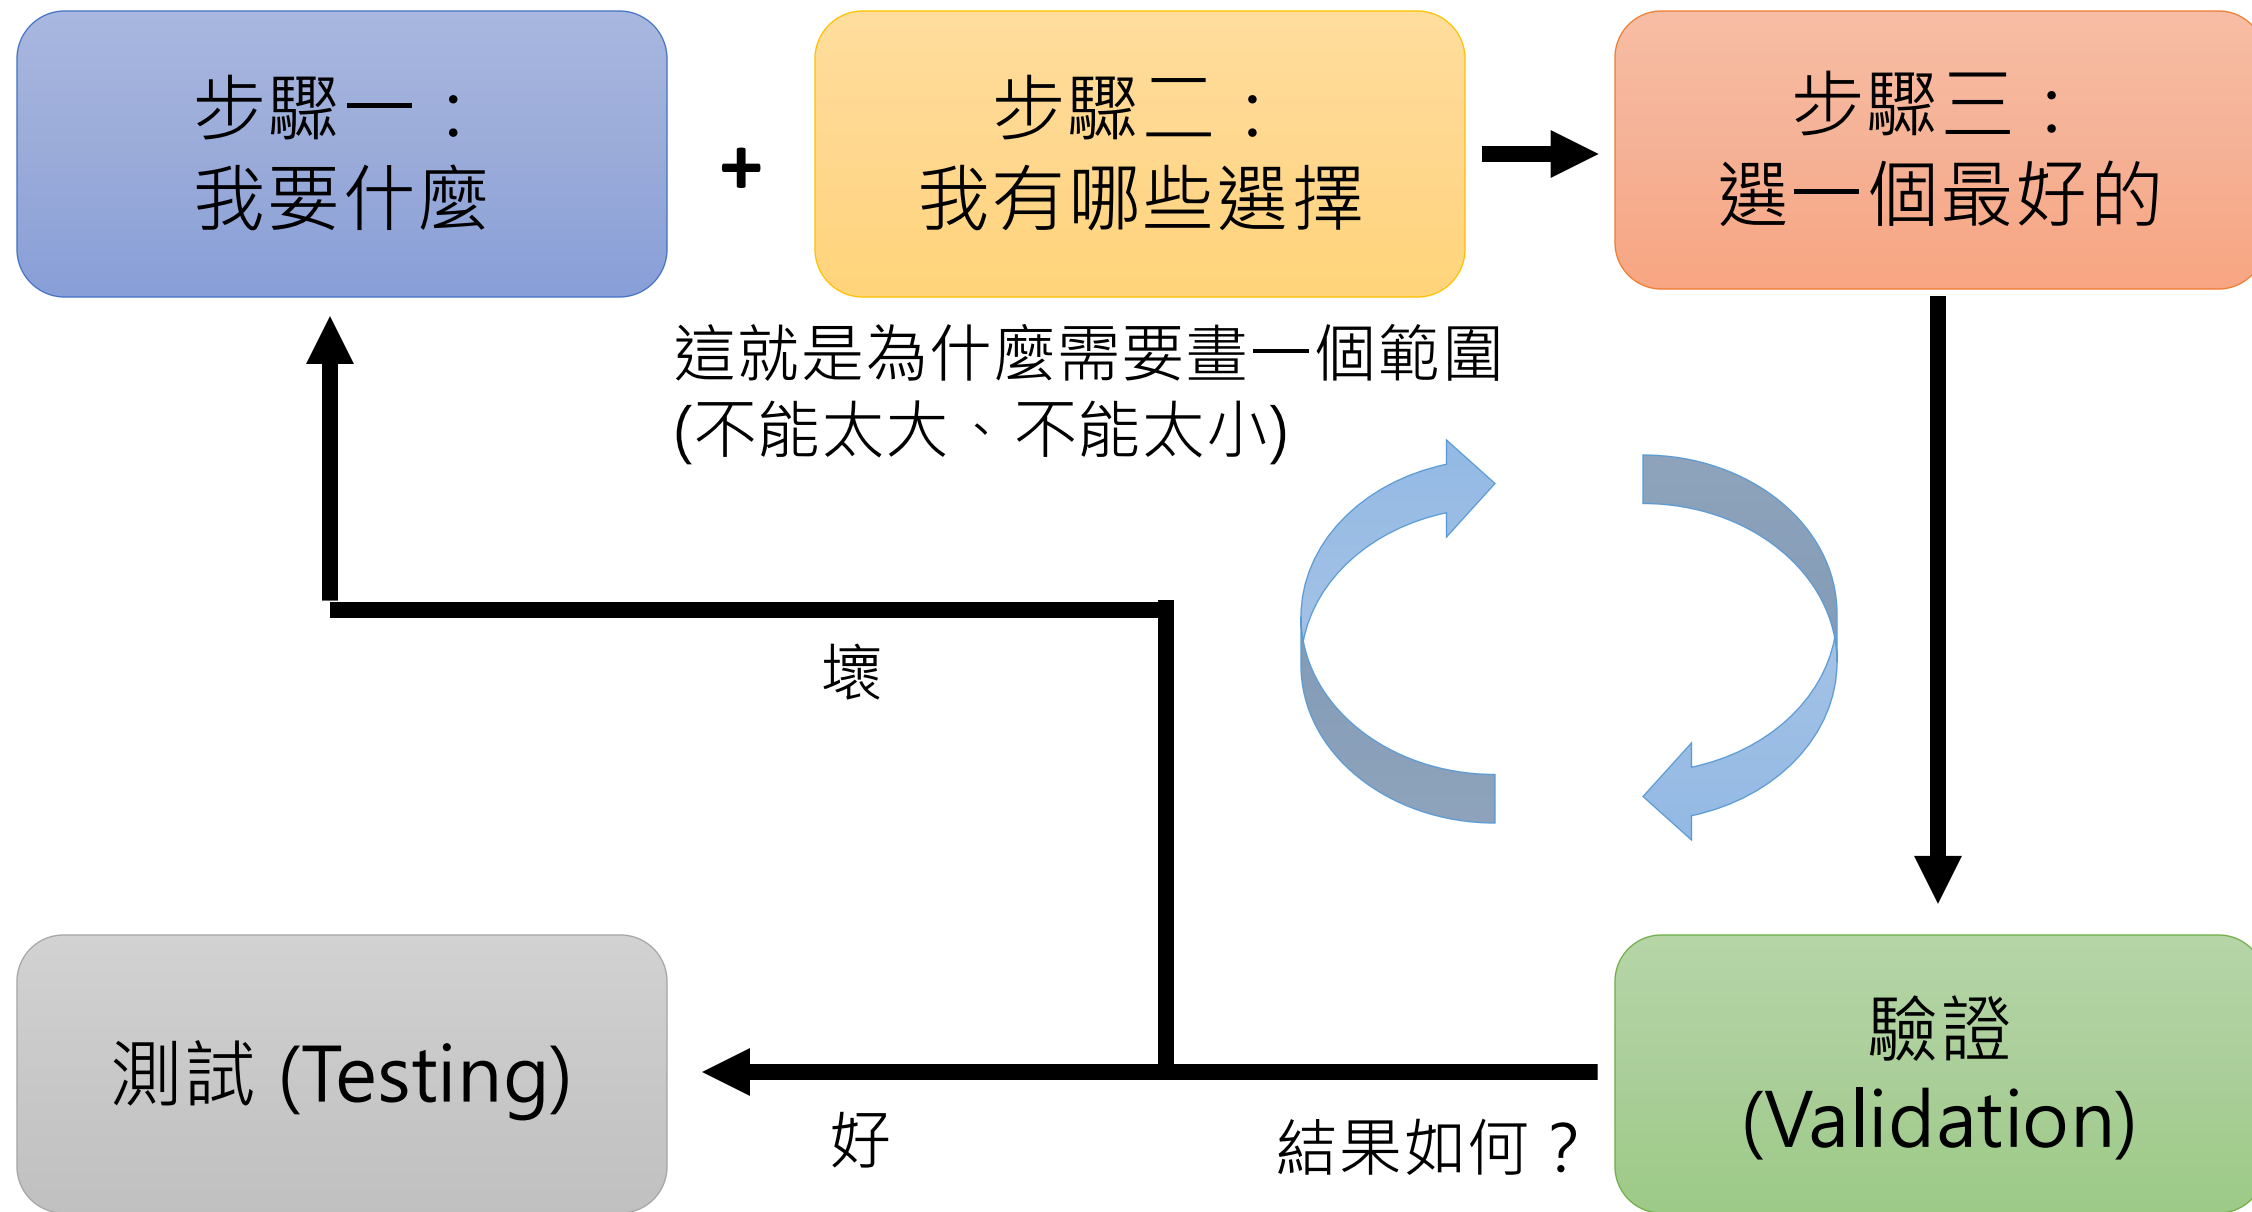 步驟一：
我要什麼
+
步驟二：
我有哪些選擇
步驟三：
選一個最好的
這就是為什麼需要畫一個範圍
(不能太大、不能太小)
壞
測試 (Testing)
好
結果如何？
驗證
(Validation)